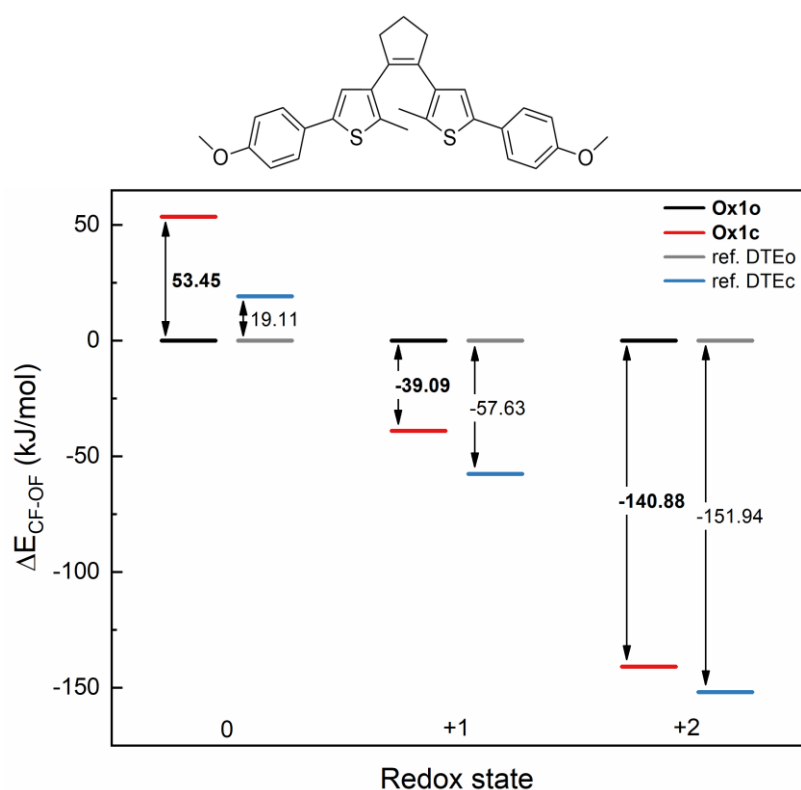 S
S
O
O
50
0
-50
-100
-150
ΔE_CF-OF (kJ/mol)
Ox1o
Ox1c
ref. DTEo
ref. DTEc
53.45
19.11
-39.09
-57.63
-140.88
-151.94
0
+1
+2
Redox state